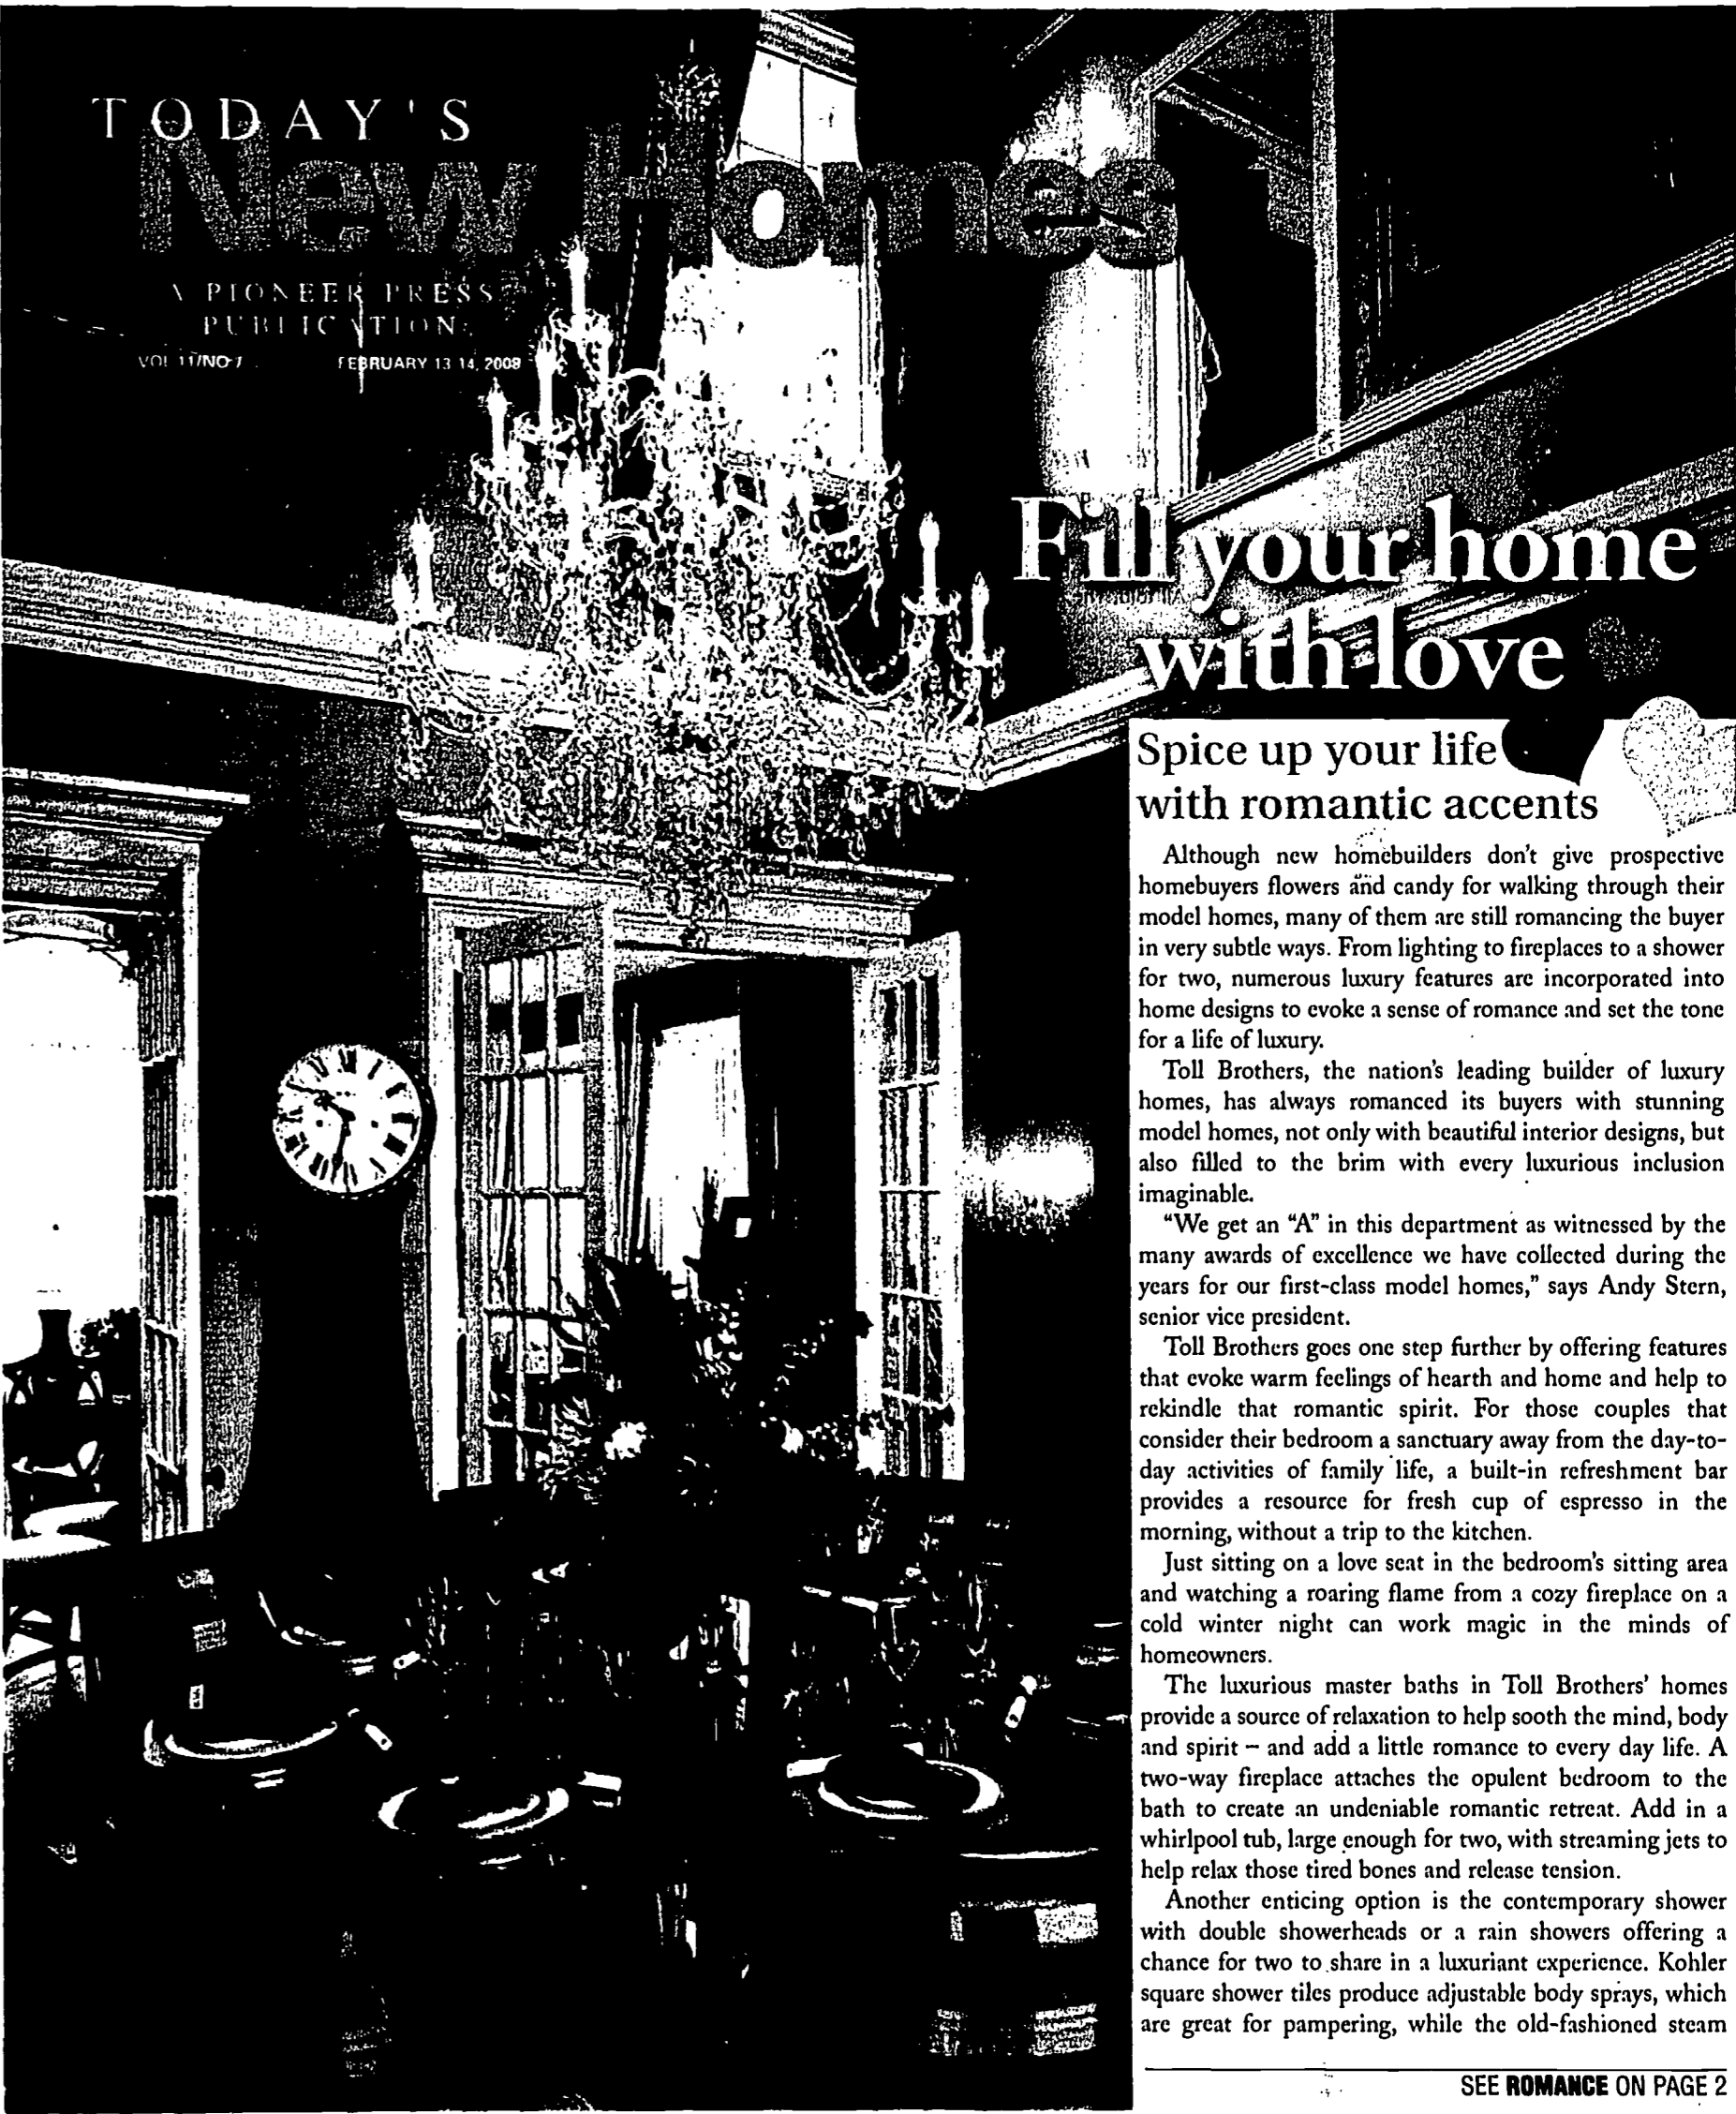 TODAY'S
New Homes
A PIONEER PRESS
PUBLICATION
VOL 11/NO 7 FEBRUARY 13 14, 2008
Fill your home
with love
Spice up your life
with romantic accents
Although new homebuilders don't give prospective
homebuyers flowers and candy for walking through their
model homes, many of them are still romancing the buyer
in very subtle ways. From lighting to fireplaces to a shower
for two, numerous luxury features are incorporated into
home designs to evoke a sense of romance and set the tone
for a life of luxury.
Toll Brothers, the nation's leading builder of luxury
homes, has always romanced its buyers with stunning
model homes, not only with beautiful interior designs, but
also filled to the brim with every luxurious inclusion
imaginable.
"We get an "A" in this department as witnessed by the
many awards of excellence we have collected during the
years for our first-class model homes," says Andy Stern,
senior vice president.
Toll Brothers goes one step further by offering features
that evoke warm feelings of hearth and home and help to
rekindle that romantic spirit. For those couples that
consider their bedroom a sanctuary away from the day-to-
day activities of family life, a built-in refreshment bar
provides a resource for fresh cup of espresso in the
morning, without a trip to the kitchen.
Just sitting on a love seat in the bedroom's sitting area
and watching a roaring flame from a cozy fireplace on a
cold winter night can work magic in the minds of
homeowners.
The luxurious master baths in Toll Brothers' homes
provide a source of relaxation to help sooth the mind, body
and spirit – and add a little romance to every day life. A
two-way fireplace attaches the opulent bedroom to the
bath to create an undeniable romantic retreat. Add in a
whirlpool tub, large enough for two, with streaming jets to
help relax those tired bones and release tension.
Another enticing option is the contemporary shower
with double showerheads or a rain showers offering a
chance for two to share in a luxuriant experience. Kohler
square shower tiles produce adjustable body sprays, which
are great for pampering, while the old-fashioned steam
SEE ROMANCE ON PAGE 2